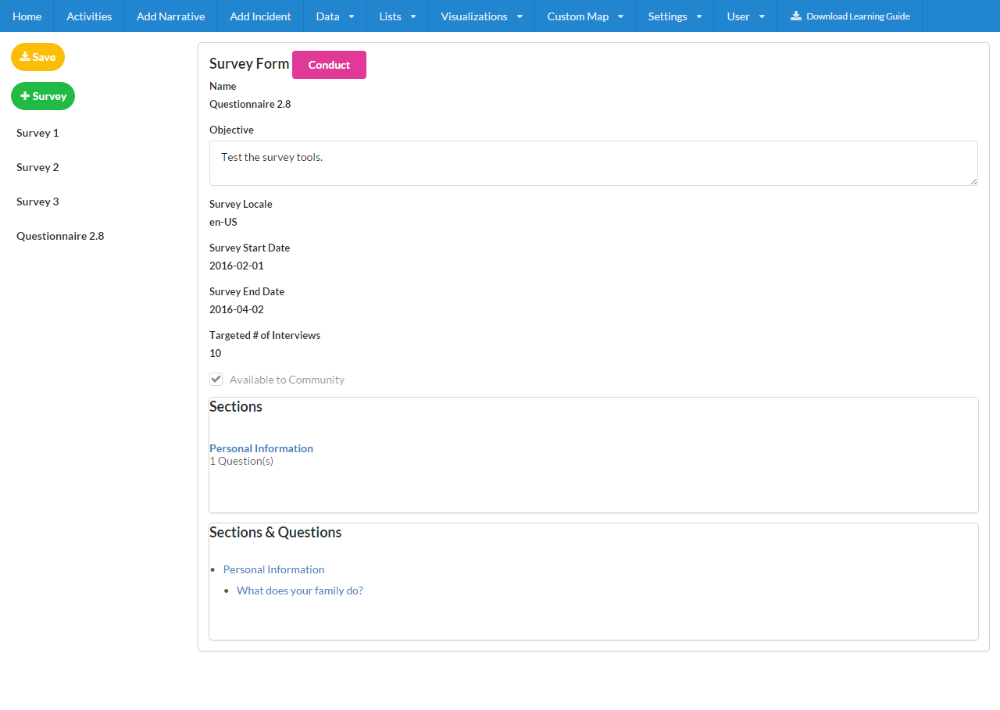 Home Activities Add Narrative Add Incident Data Lists Visualizations Custom Map Settings User Download Learning Guide
Save
Survey
Survey 1
Survey 2
Survey 3
Questionnaire 2.8
Survey Form Conduct
Name
Questionnaire 2.8
Objective
Test the survey tools.
Survey Locale
en-US
Survey Start Date
2016-02-01
Survey End Date
2016-04-02
Targeted # of Interviews
10
Available to Community
Sections
Personal Information
1 Question(s)
Sections & Questions
• Personal Information
• What does your family do?